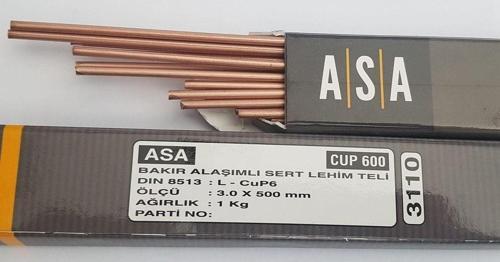 A|S|A
ASA CUP 600
BAKIR ALAŞIMLI SERT LEHİM TELİ
DIN 8513 : L - CuP6
ÖLÇÜ : 3.0 X 500 mm
AĞIRLIK : 1 Kg
PARTİ NO:
3110